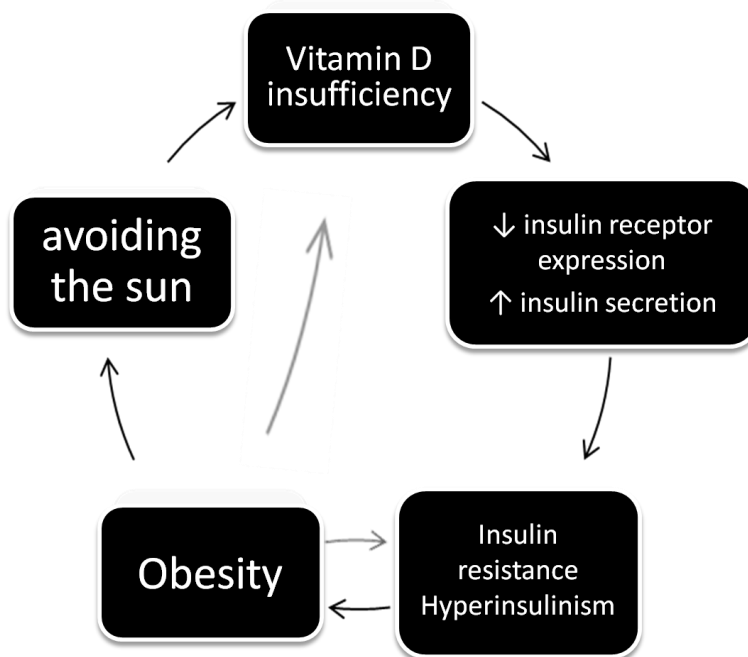 Vitamin D
insufficiency
↓ insulin receptor
expression
↑ insulin secretion
avoiding
the sun
Obesity
Insulin
resistance
Hyperinsulinism